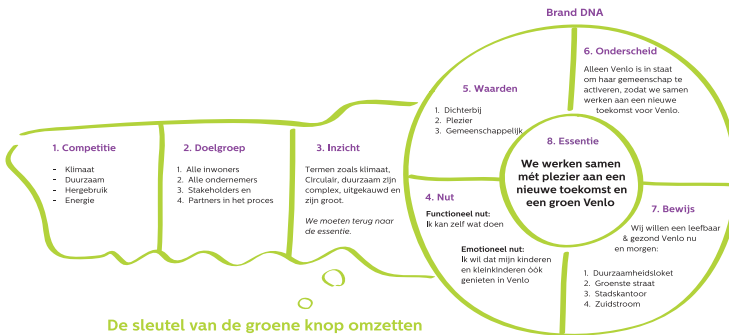 Brand DNA
1. Competitie
- Klimaat
- Duurzaam
- Hergebruik
- Energie
2. Doelgroep
1. Alle inwoners
2. Alle ondernemers
3. Stakeholders en
4. Partners in het proces
3. Inzicht
Termen zoals klimaat,
Circulair, duurzaam zijn
complex, uitgekauwd en
zijn groot.
We moeten terug naar
de essentie.
4. Nut
Functioneel nut:
Ik kan zelf wat doen
Emotioneel nut:
Ik wil dat mijn kinderen
en kleinkinderen óók
genieten in Venlo
5. Waarden
1. Dichterbij
2. Plezier
3. Gemeenschappelijk
6. Onderscheid
Alleen Venlo is in staat
om haar gemeenschap te
activeren, zodat we samen
werken aan een nieuwe
toekomst voor Venlo.
7. Bewijs
Wij willen een leefbaar
& gezond Venlo nu
en morgen:
1. Duurzaamheidsloket
2. Groenste straat
3. Stadskantoor
4. Zuidstroom
8. Essentie
We werken samen
mét plezier aan een
nieuwe toekomst en
een groen Venlo
De sleutel van de groene knop omzetten